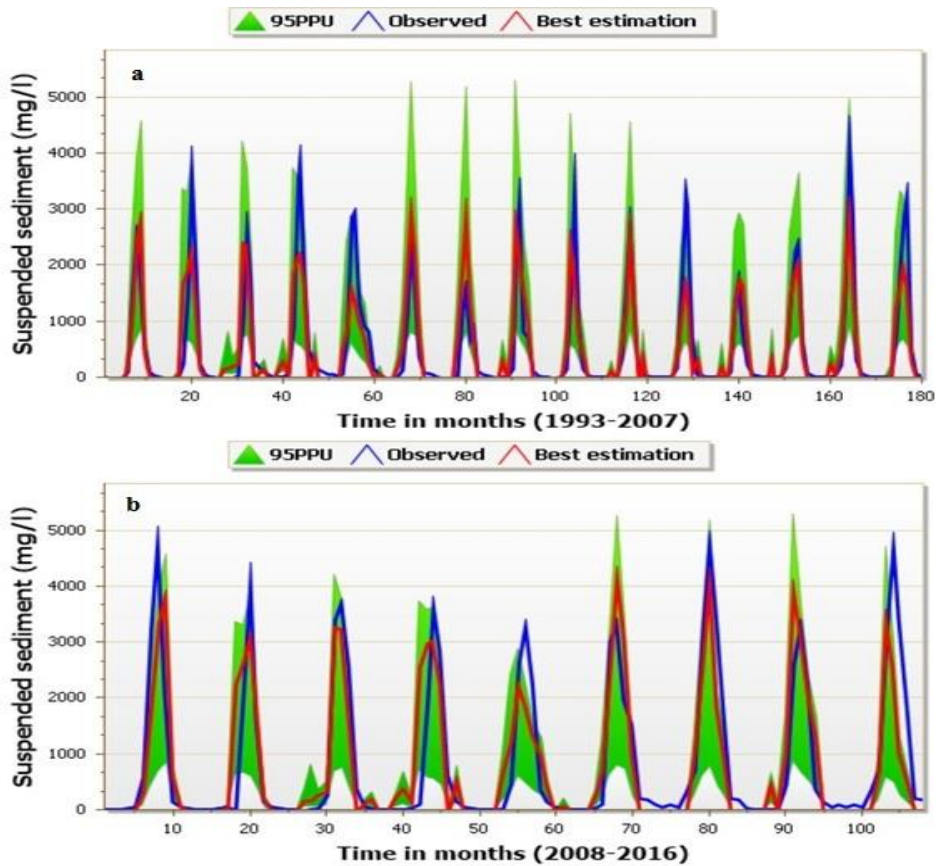 95PPU Observed Best estimation
a
Suspended sediment (mg/l)
5000
4000
3000
2000
1000
0
20 40 60 80 100 120 140 160 180
Time in months (1993-2007)
95PPU Observed Best estimation
b
Suspended sediment (mg/l)
5000
4000
3000
2000
1000
0
10 20 30 40 50 60 70 80 90 100
Time in months (2008-2016)